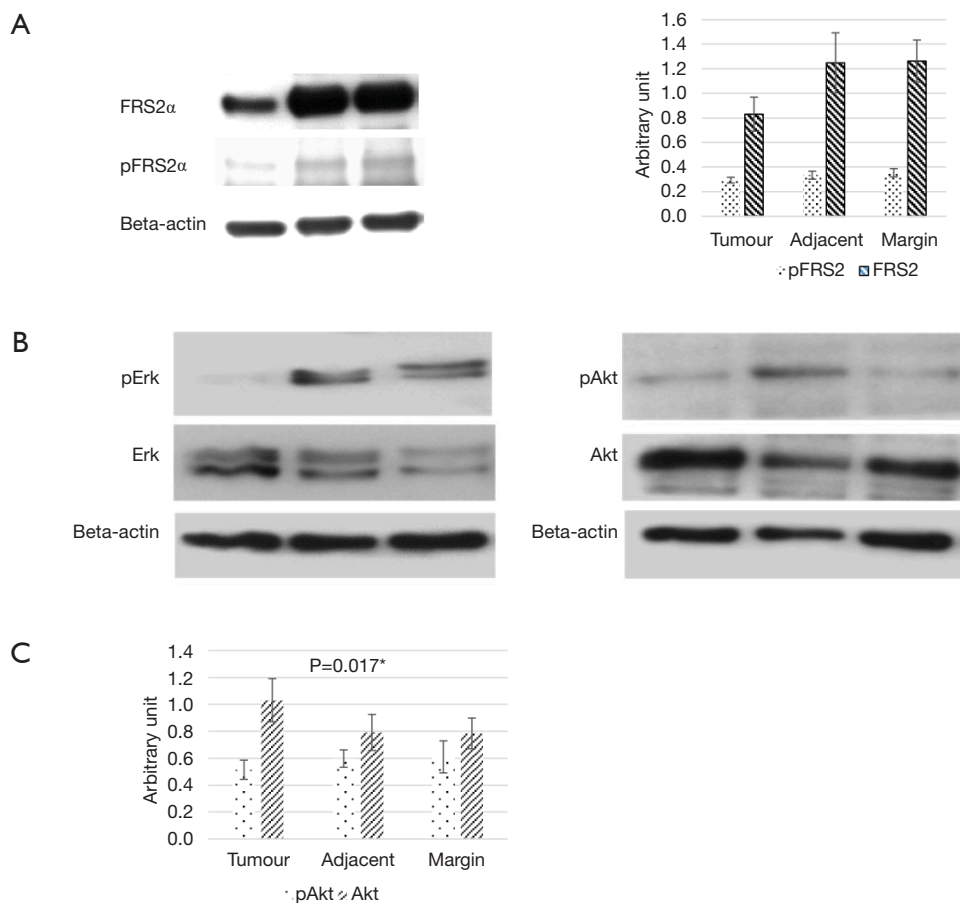 A
FRS2α
pFRS2α
Beta-actin
Arbitrary unit
1.6
1.4
1.2
1.0
0.8
0.6
0.4
0.2
0.0
Tumour Adjacent Margin
pFRS2 FRS2
B
pErk
Erk
Beta-actin
pAkt
Akt
Beta-actin
C
Arbitrary unit
1.4
1.2
1.0
0.8
0.6
0.4
0.2
0.0
P=0.017*
Tumour Adjacent Margin
pAkt Akt